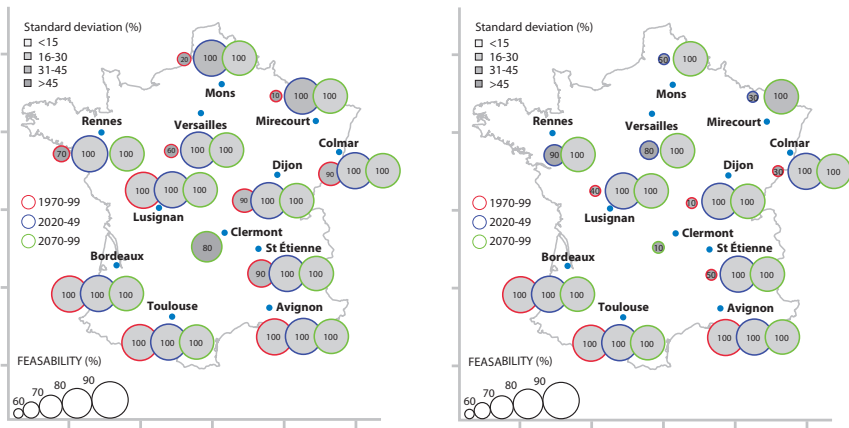 Standard deviation (%)
<15
16-30
31-45
>45
20 100 100
Mons
10 100 100
Mirecourt
Rennes
70 100 100
Versailles
60 100 100
Colmar
90 100 100
Dijon
90 100 100
100 100 100
Lusignan
1970-99
2020-49
2070-99
Clermont
80
St Étienne
90 100 100
Bordeaux
100 100 100
Toulouse
100 100 100
Avignon
100 100 100
FEASABILITY (%)
60 70 80 90
Standard deviation (%)
<15
16-30
31-45
>45
50 100
Mons
30 100
Mirecourt
Rennes
90 100
Versailles
80 100
Colmar
30 100 100
Dijon
10 100 100
40 100 100
Lusignan
1970-99
2020-49
2070-99
Clermont
10
St Étienne
50 100 100
Bordeaux
100 100 100
Toulouse
100 100 100
Avignon
100 100 100
FEASABILITY (%)
60 70 80 90